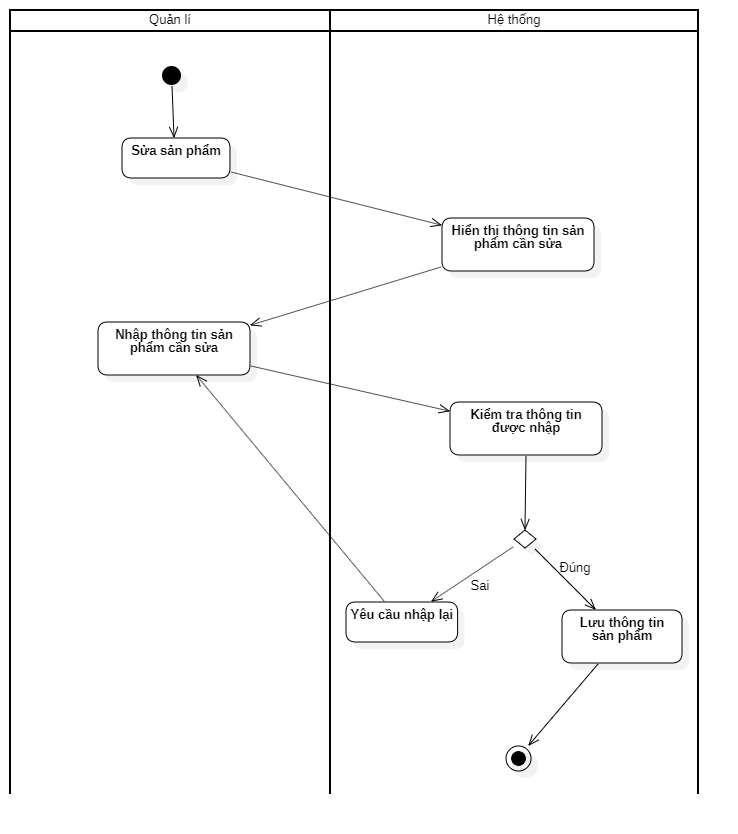 Quản lí
Hệ thống
Sửa sản phẩm
Hiển thị thông tin sản
phẩm cần sửa
Nhập thông tin sản
phẩm cần sửa
Kiểm tra thông tin
được nhập
Đúng
Sai
Yêu cầu nhập lại
Lưu thông tin
sản phẩm